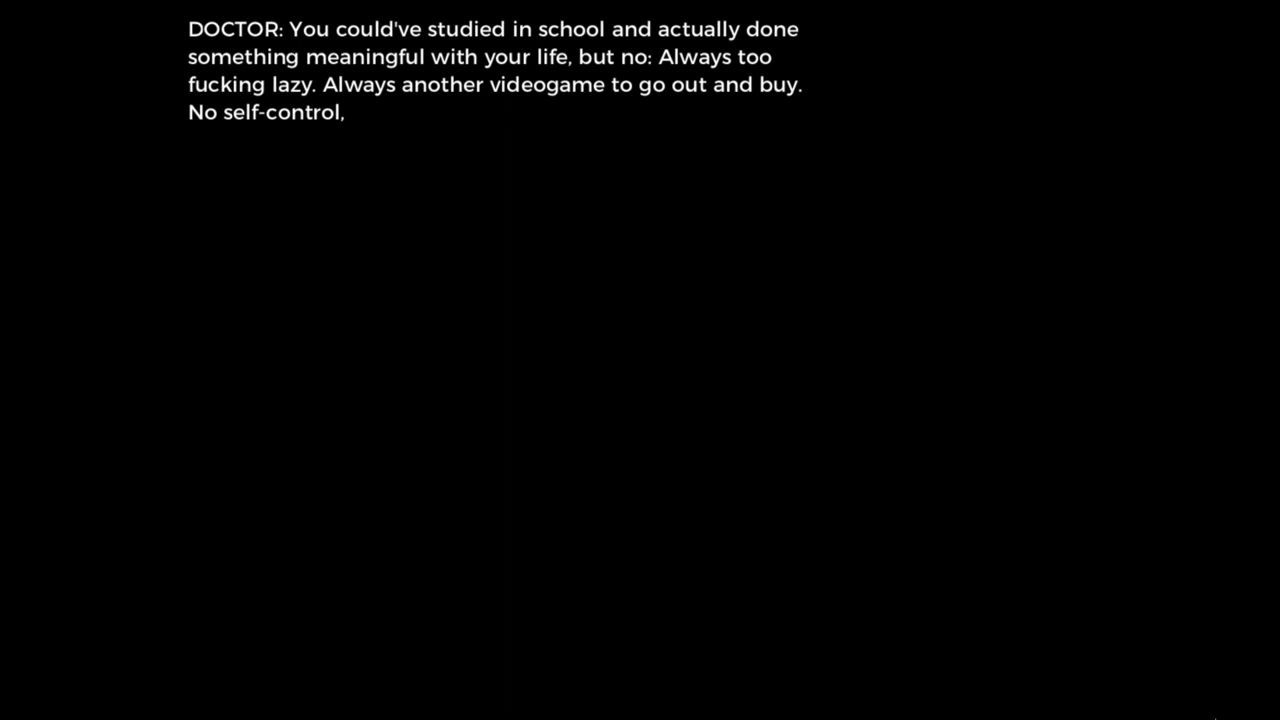 DOCTOR: You could've studied in school and actually done
something meaningful with your life, but no: Always too
fucking lazy. Always another videogame to go out and buy.
No self-control,